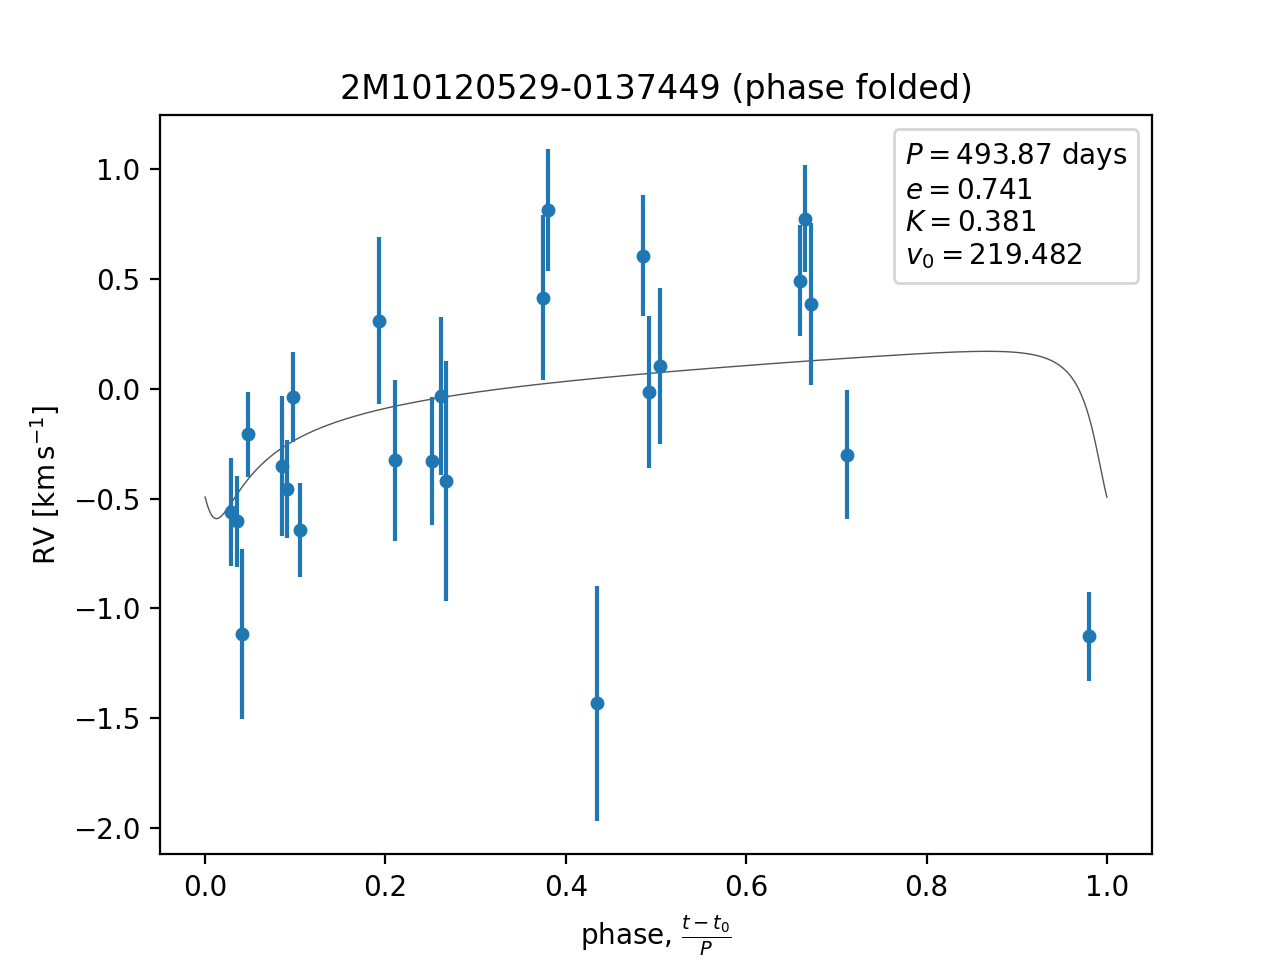 2M10120529-0137449 (phase folded)
P = 493.87 days
e = 0.741
K = 0.381
v₀ = 219.482
1.0
0.5
0.0
−0.5
−1.0
−1.5
−2.0
RV [km s⁻¹]
0.0 0.2 0.4 0.6 0.8 1.0
phase, (t − t₀)/P